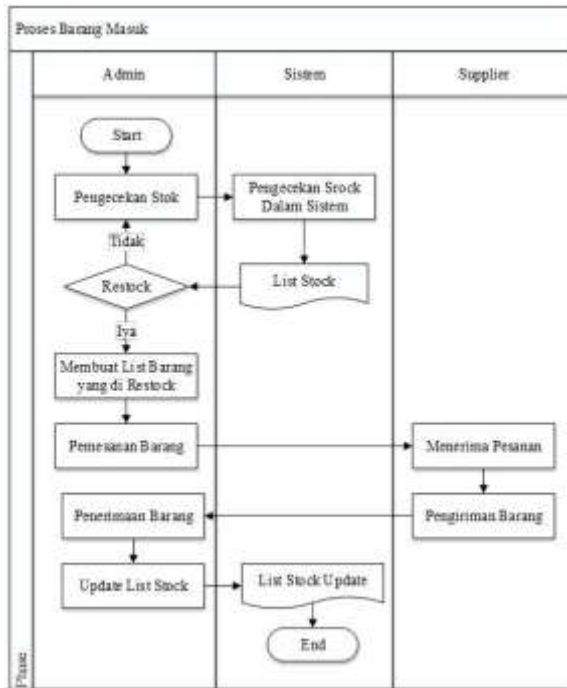 Proses Barang Masuk
Admin
Sistem
Supplier
Start
Pengecekan Stok
Pengecekan Srock
Dalam Sistem
Tidak
Restock
List Stock
Iya
Membuat List Barang
yang di Restock
Pemesanan Barang
Menerima Pesanan
Penerimaan Barang
Pengiriman Barang
Update List Stock
List Stock Update
End
Phase